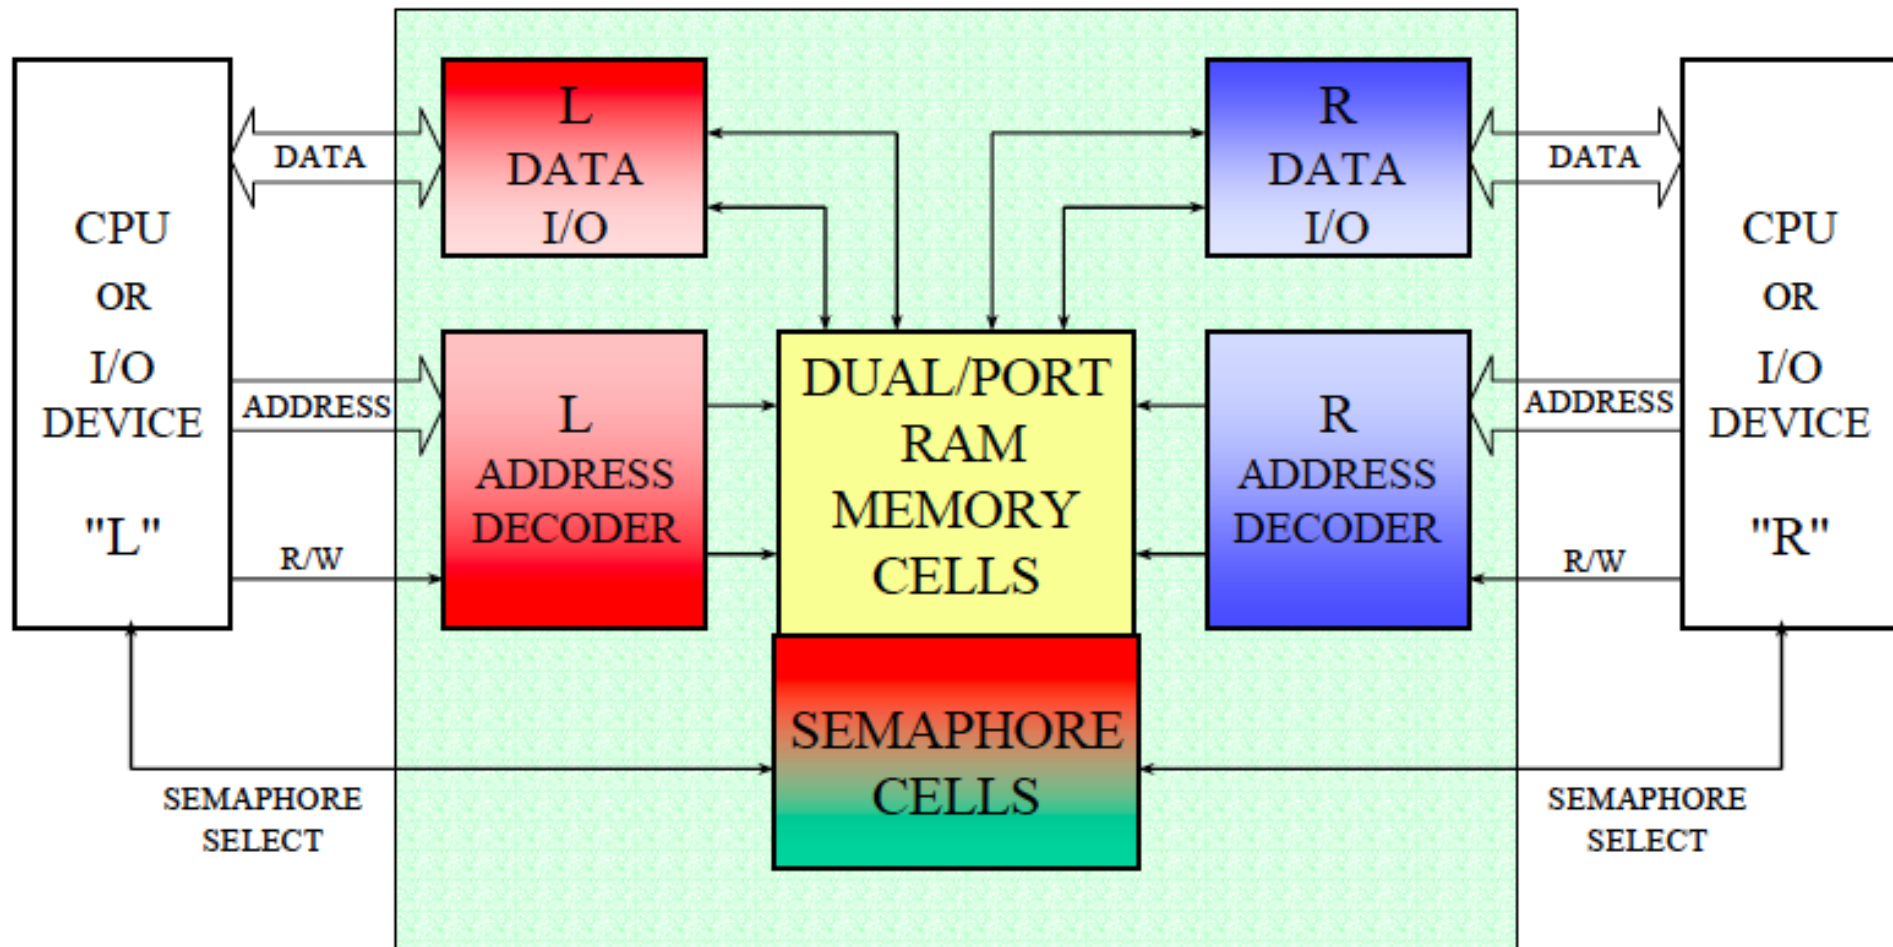 CPU
OR
I/O
DEVICE
"L"
DATA
ADDRESS
R/W
SEMAPHORE
SELECT
L
DATA
I/O
L
ADDRESS
DECODER
DUAL/PORT
RAM
MEMORY
CELLS
SEMAPHORE
CELLS
R
DATA
I/O
R
ADDRESS
DECODER
DATA
ADDRESS
R/W
SEMAPHORE
SELECT
CPU
OR
I/O
DEVICE
"R"